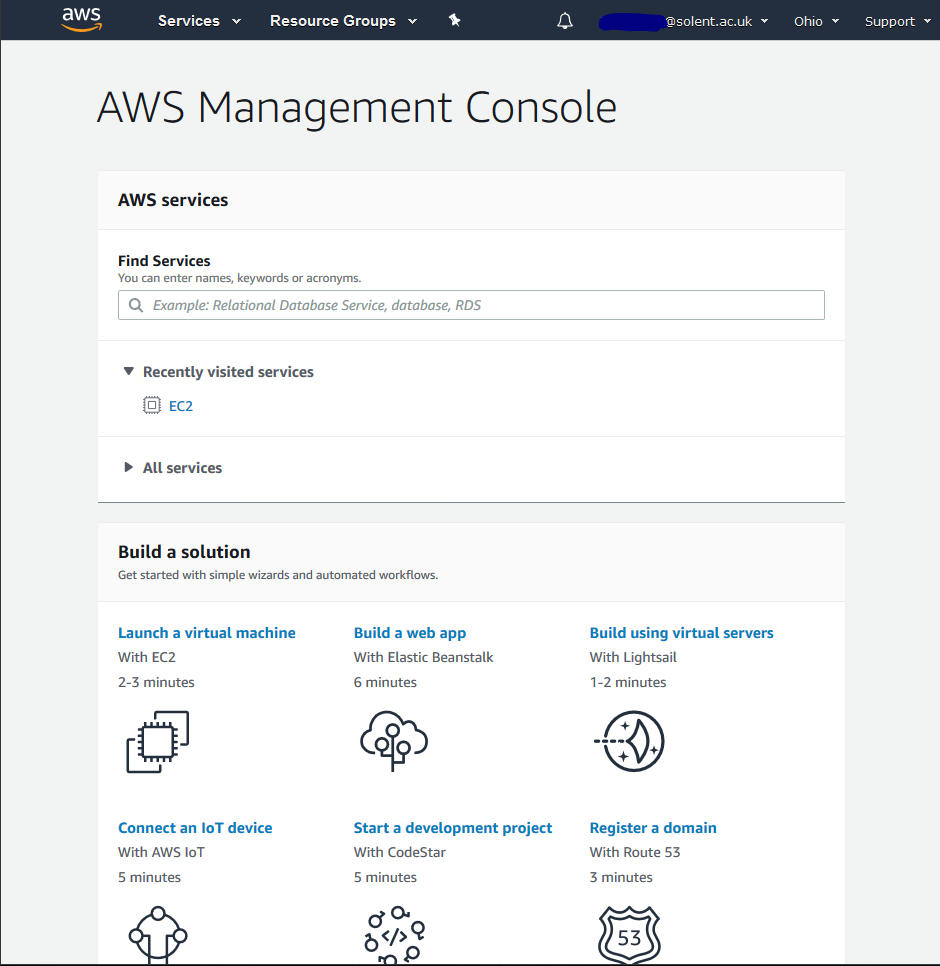 aws Services Resource Groups @solent.ac.uk Ohio Support
AWS Management Console
AWS services
Find Services
You can enter names, keywords or acronyms.
Example: Relational Database Service, database, RDS
Recently visited services
EC2
All services
Build a solution
Get started with simple wizards and automated workflows.
Launch a virtual machine
With EC2
2-3 minutes
Build a web app
With Elastic Beanstalk
6 minutes
Build using virtual servers
With Lightsail
1-2 minutes
Connect an IoT device
With AWS IoT
5 minutes
Start a development project
With CodeStar
5 minutes
</>
Register a domain
With Route 53
3 minutes
53